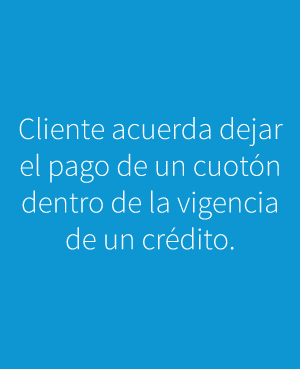 Cliente acuerda dejar
el pago de un cuotón
dentro de la vigencia
de un crédito.